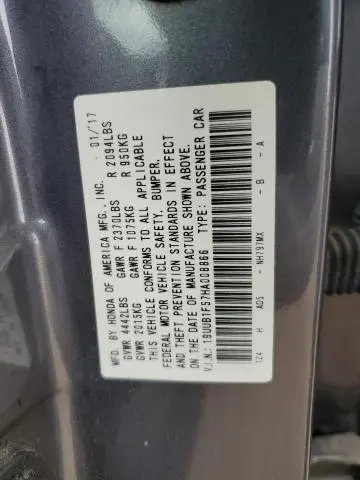 MFD. BY HONDA OF AMERICA MFG., INC. 01/'17
GVWR 4442LBS GAWR F 2370LBS R 2094LBS
GVWR 2015KG GAWR F 1075KG R 950KG
THIS VEHICLE CONFORMS TO ALL APPLICABLE
FEDERAL MOTOR VEHICLE SAFETY, BUMPER,
AND THEFT PREVENTION STANDARDS IN EFFECT
ON THE DATE OF MANUFACTURE SHOWN ABOVE.
V.I.N.: 19UUB1F57HA008866 TYPE: PASSENGER CAR
TZ4 H AD5 - NH797MX - B - A